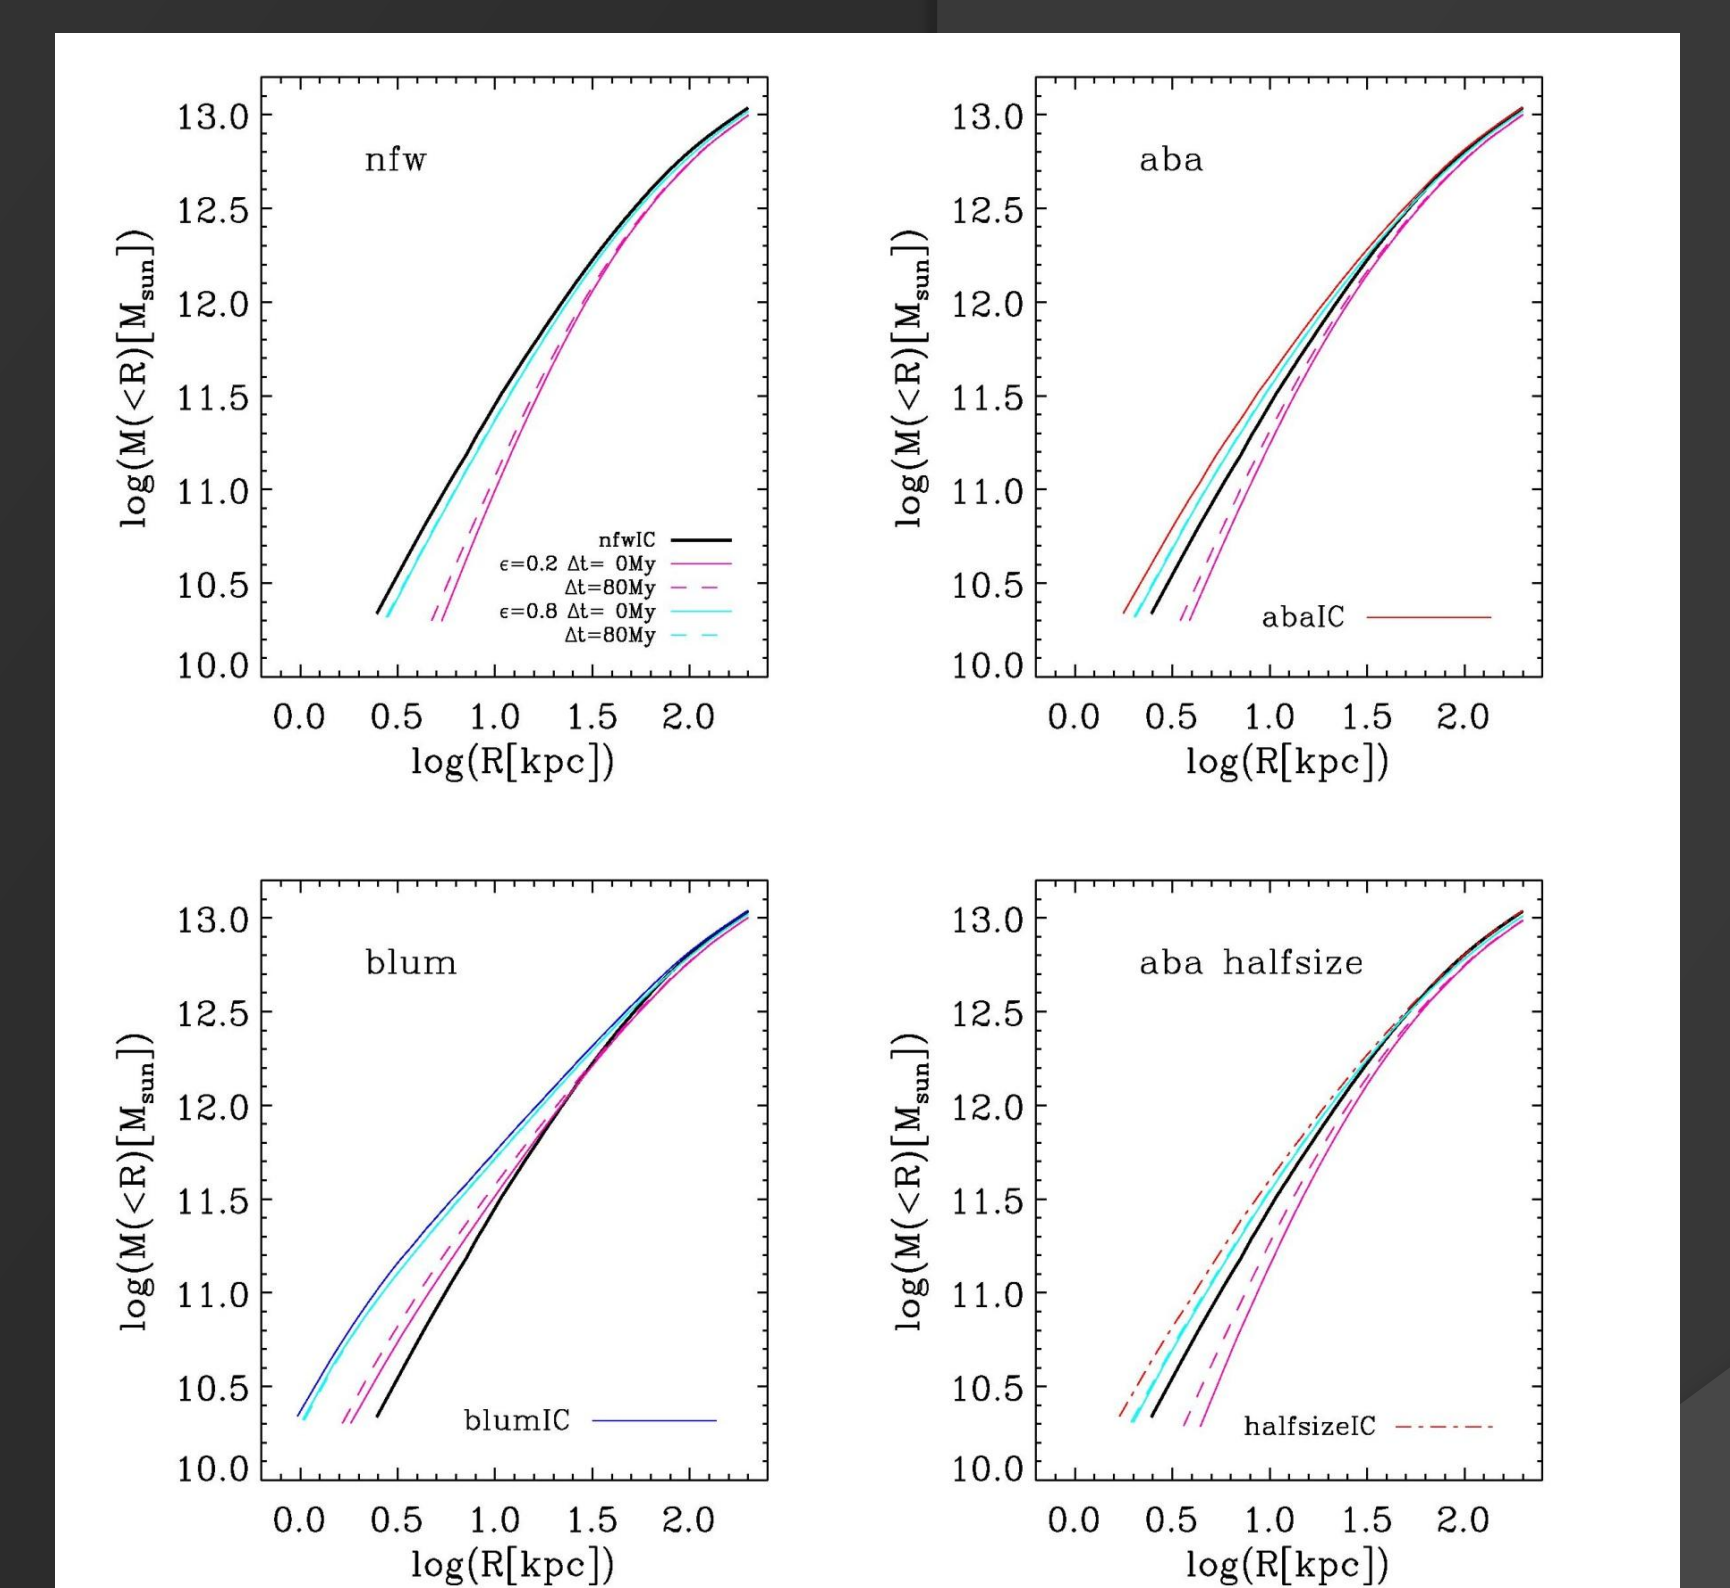 nfw
13.0
12.5
12.0
11.5
11.0
10.5
10.0
log(M(<R)[Msun])
nfwIC
ϵ=0.2 Δt= 0My
Δt=80My
ϵ=0.8 Δt= 0My
Δt=80My
0.0 0.5 1.0 1.5 2.0
log(R[kpc])
aba
13.0
12.5
12.0
11.5
11.0
10.5
10.0
log(M(<R)[Msun])
abaIC
0.0 0.5 1.0 1.5 2.0
log(R[kpc])
blum
13.0
12.5
12.0
11.5
11.0
10.5
10.0
log(M(<R)[Msun])
blumIC
0.0 0.5 1.0 1.5 2.0
log(R[kpc])
aba halfsize
13.0
12.5
12.0
11.5
11.0
10.5
10.0
log(M(<R)[Msun])
halfsizeIC
0.0 0.5 1.0 1.5 2.0
log(R[kpc])